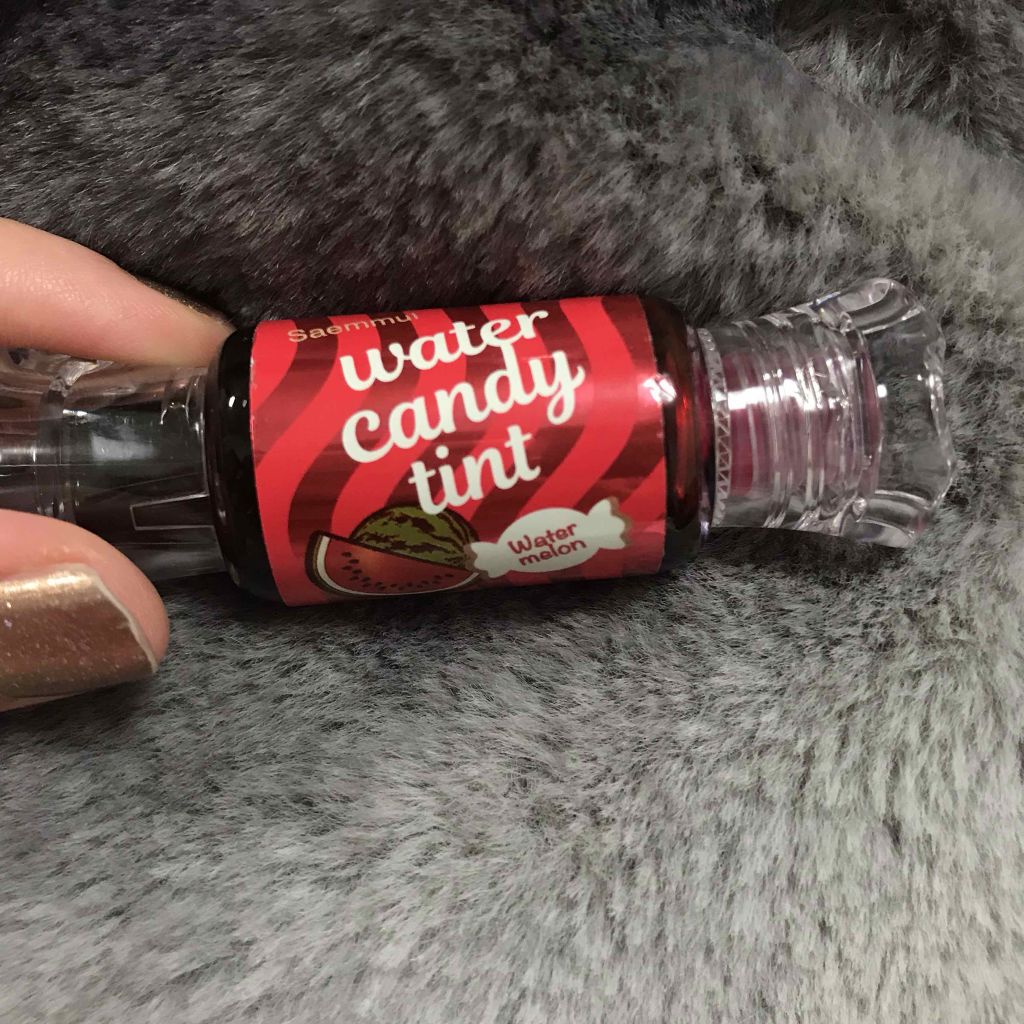 Saemmul
water
candy
tint
Water
melon